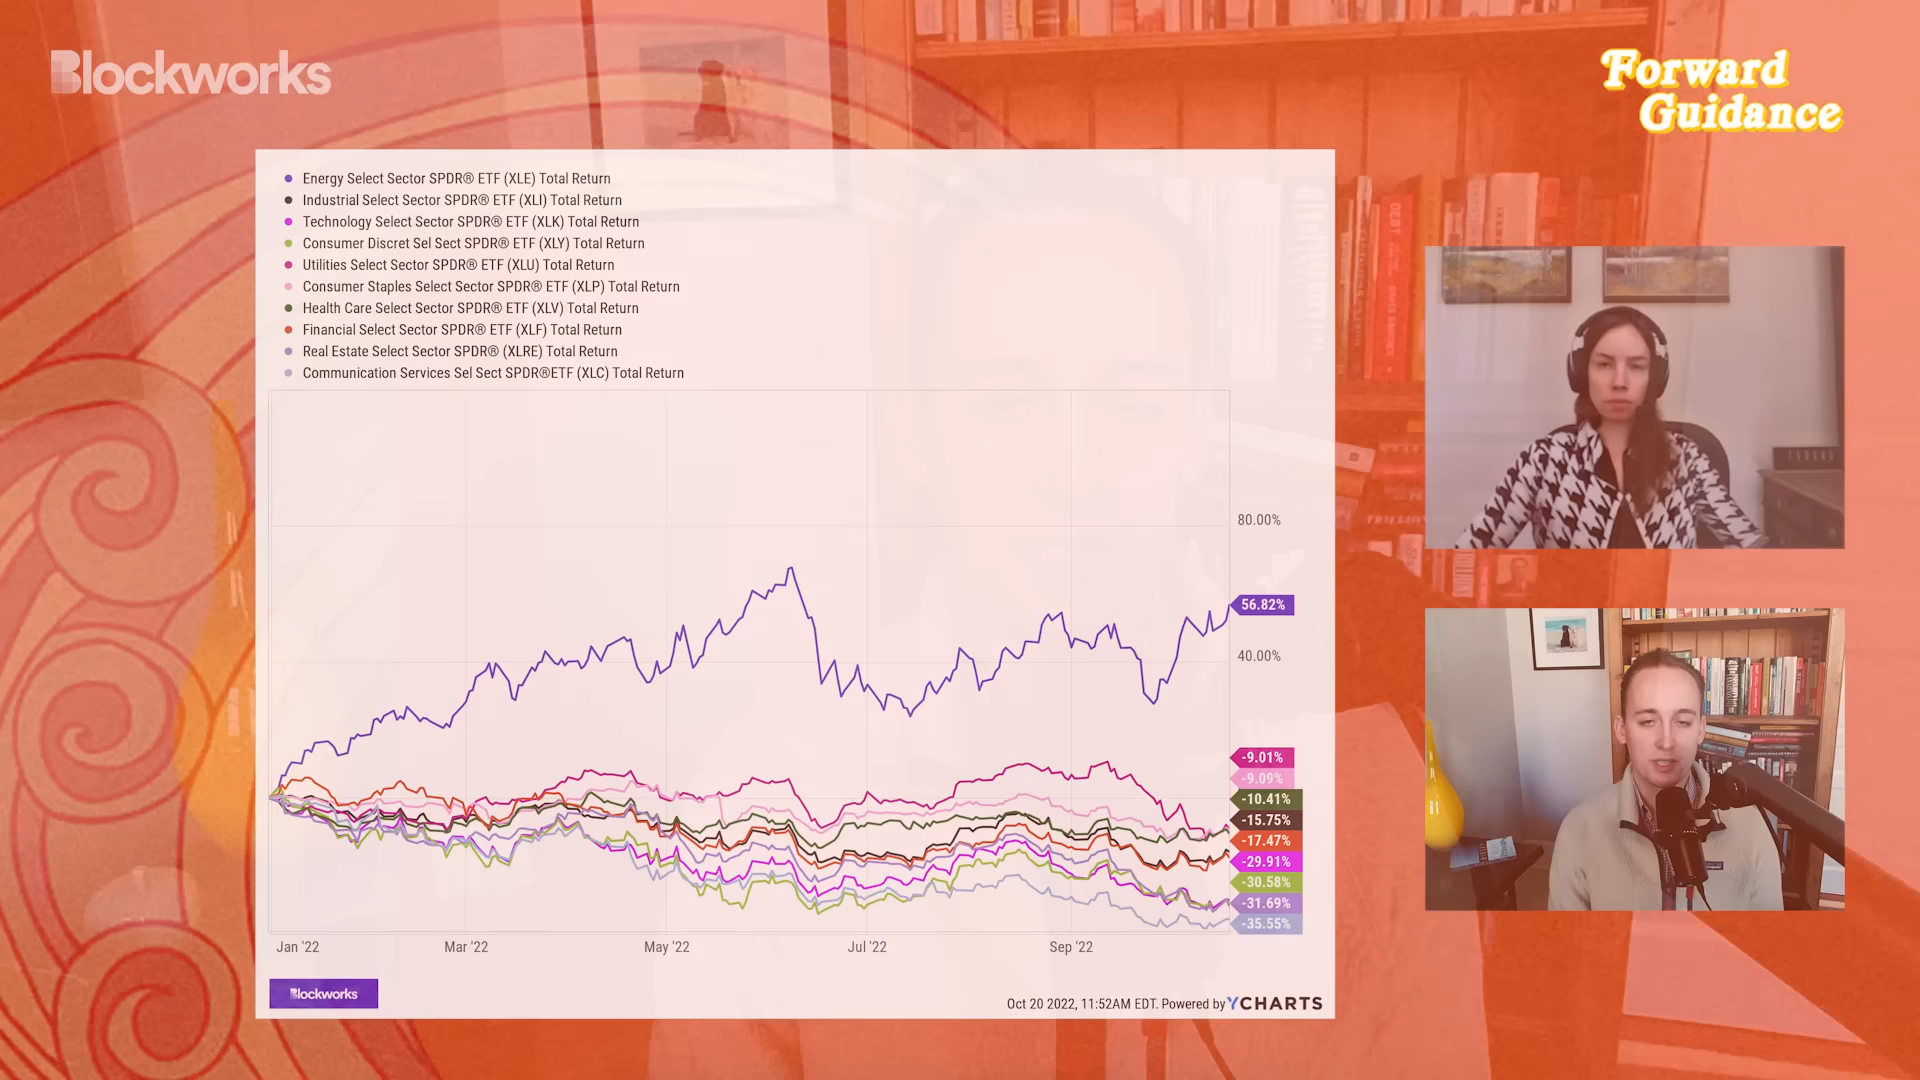 Blockworks
Forward
Guidance
Energy Select Sector SPDR® ETF (XLE) Total Return
Industrial Select Sector SPDR® ETF (XLI) Total Return
Technology Select Sector SPDR® ETF (XLK) Total Return
Consumer Discret Sel Sect SPDR® ETF (XLY) Total Return
Utilities Select Sector SPDR® ETF (XLU) Total Return
Consumer Staples Select Sector SPDR® ETF (XLP) Total Return
Health Care Select Sector SPDR® ETF (XLV) Total Return
Financial Select Sector SPDR® ETF (XLF) Total Return
Real Estate Select Sector SPDR® (XLRE) Total Return
Communication Services Sel Sect SPDR®ETF (XLC) Total Return
80.00%
56.82%
40.00%
-9.01%
-9.09%
-10.41%
-15.75%
-17.47%
-29.91%
-30.58%
-31.69%
-35.55%
Jan '22 Mar '22 May '22 Jul '22 Sep '22
Blockworks
Oct 20 2022, 11:52AM EDT. Powered by YCHARTS
DEBT